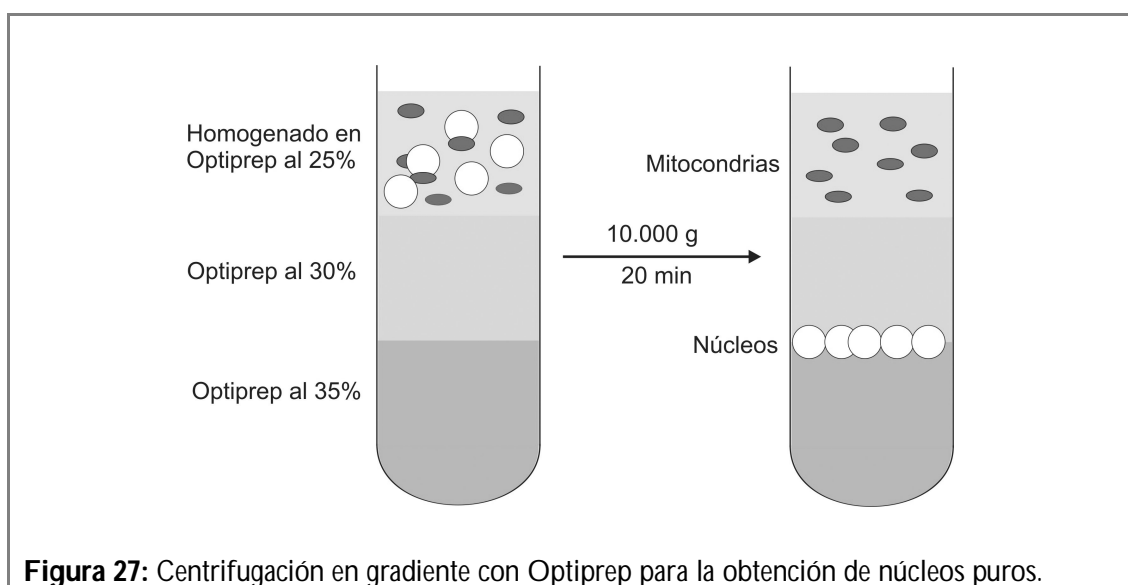 Homogenado en
Optiprep al 25%
Optiprep al 30%
Optiprep al 35%
10.000 g
20 min
Mitocondrias
Núcleos
Figura 27: Centrifugación en gradiente con Optiprep para la obtención de núcleos puros.